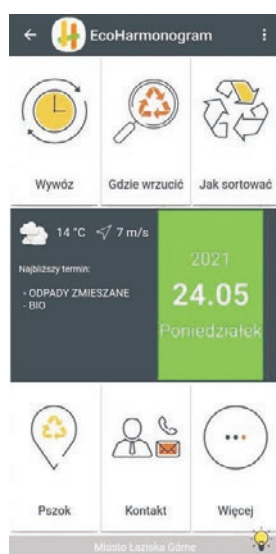 EcoHarmonogram
Wywóz
Gdzie wrzucić
Jak sortować
14 °C 7 m/s
Najbliższy termin:
- ODPADY ZMIESZANE
- BIO
2021
24.05
Poniedziałek
Pszok
Kontakt
Więcej
Miasto Łaziska Górne